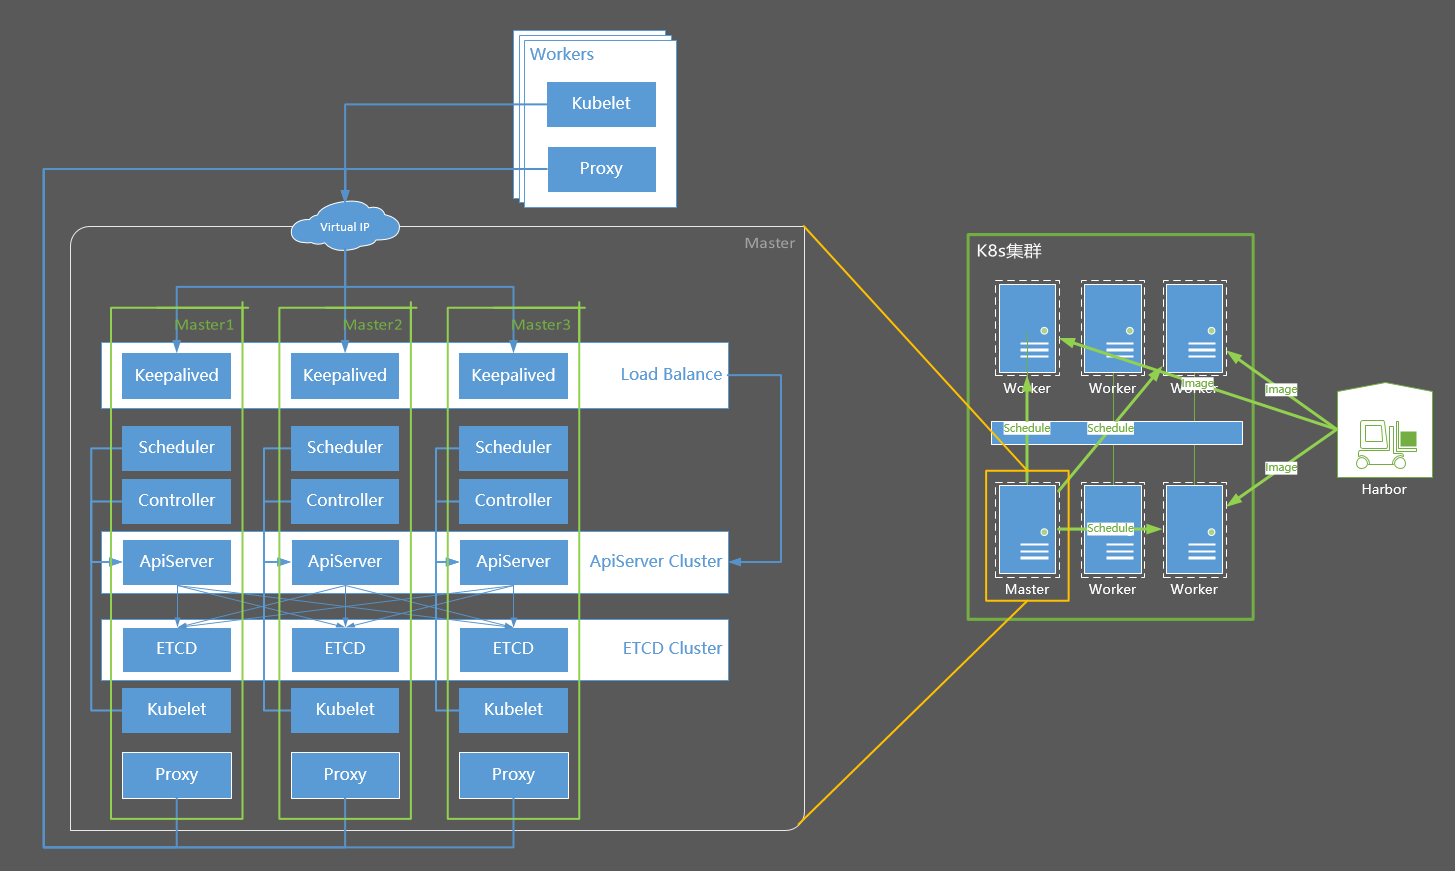 Workers
Kubelet
Proxy
Virtual IP
Master
Master1
Master2
Master3
Keepalived
Keepalived
Keepalived
Load Balance
Scheduler
Scheduler
Scheduler
Controller
Controller
Controller
ApiServer
ApiServer
ApiServer
ApiServer Cluster
ETCD
ETCD
ETCD
ETCD Cluster
Kubelet
Kubelet
Kubelet
Proxy
Proxy
Proxy
K8s集群
Worker
Worker
Worker
Image
Image
Schedule
Schedule
Image
Harbor
Schedule
Master
Worker
Worker